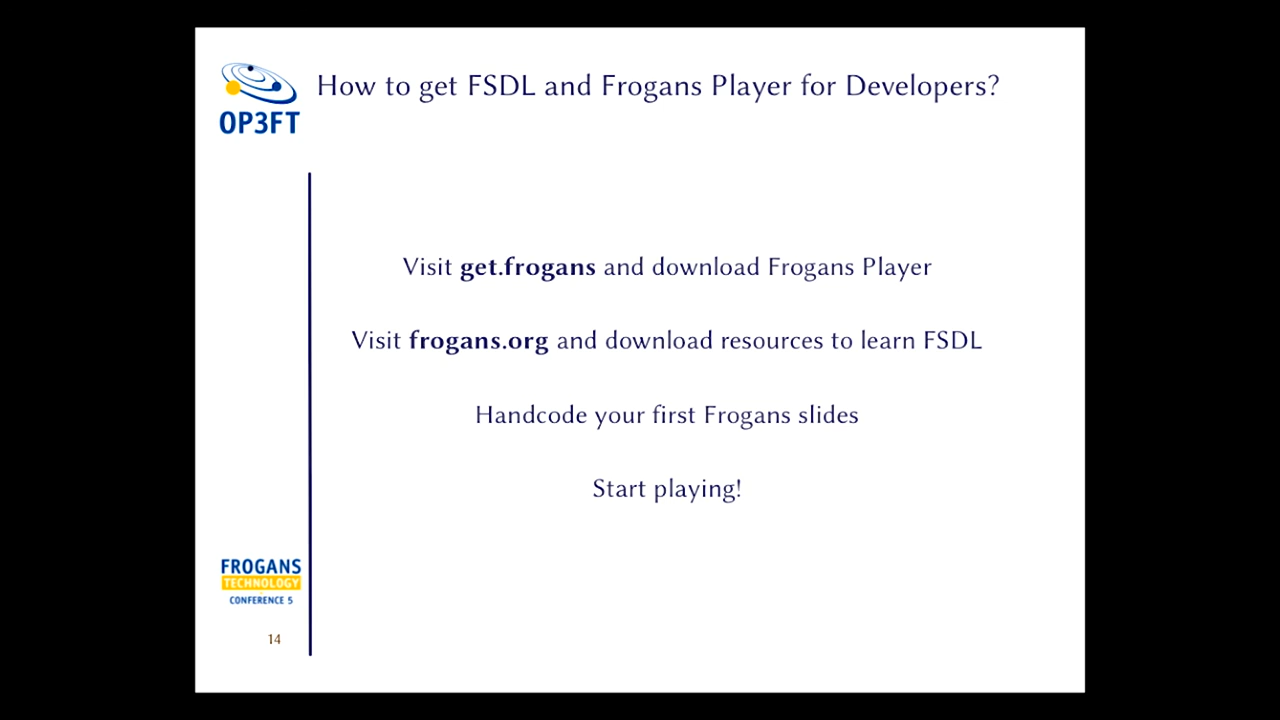 OP3FT
How to get FSDL and Frogans Player for Developers?
Visit get.frogans and download Frogans Player
Visit frogans.org and download resources to learn FSDL
Handcode your first Frogans slides
Start playing!
FROGANS
TECHNOLOGY
CONFERENCE 5
14